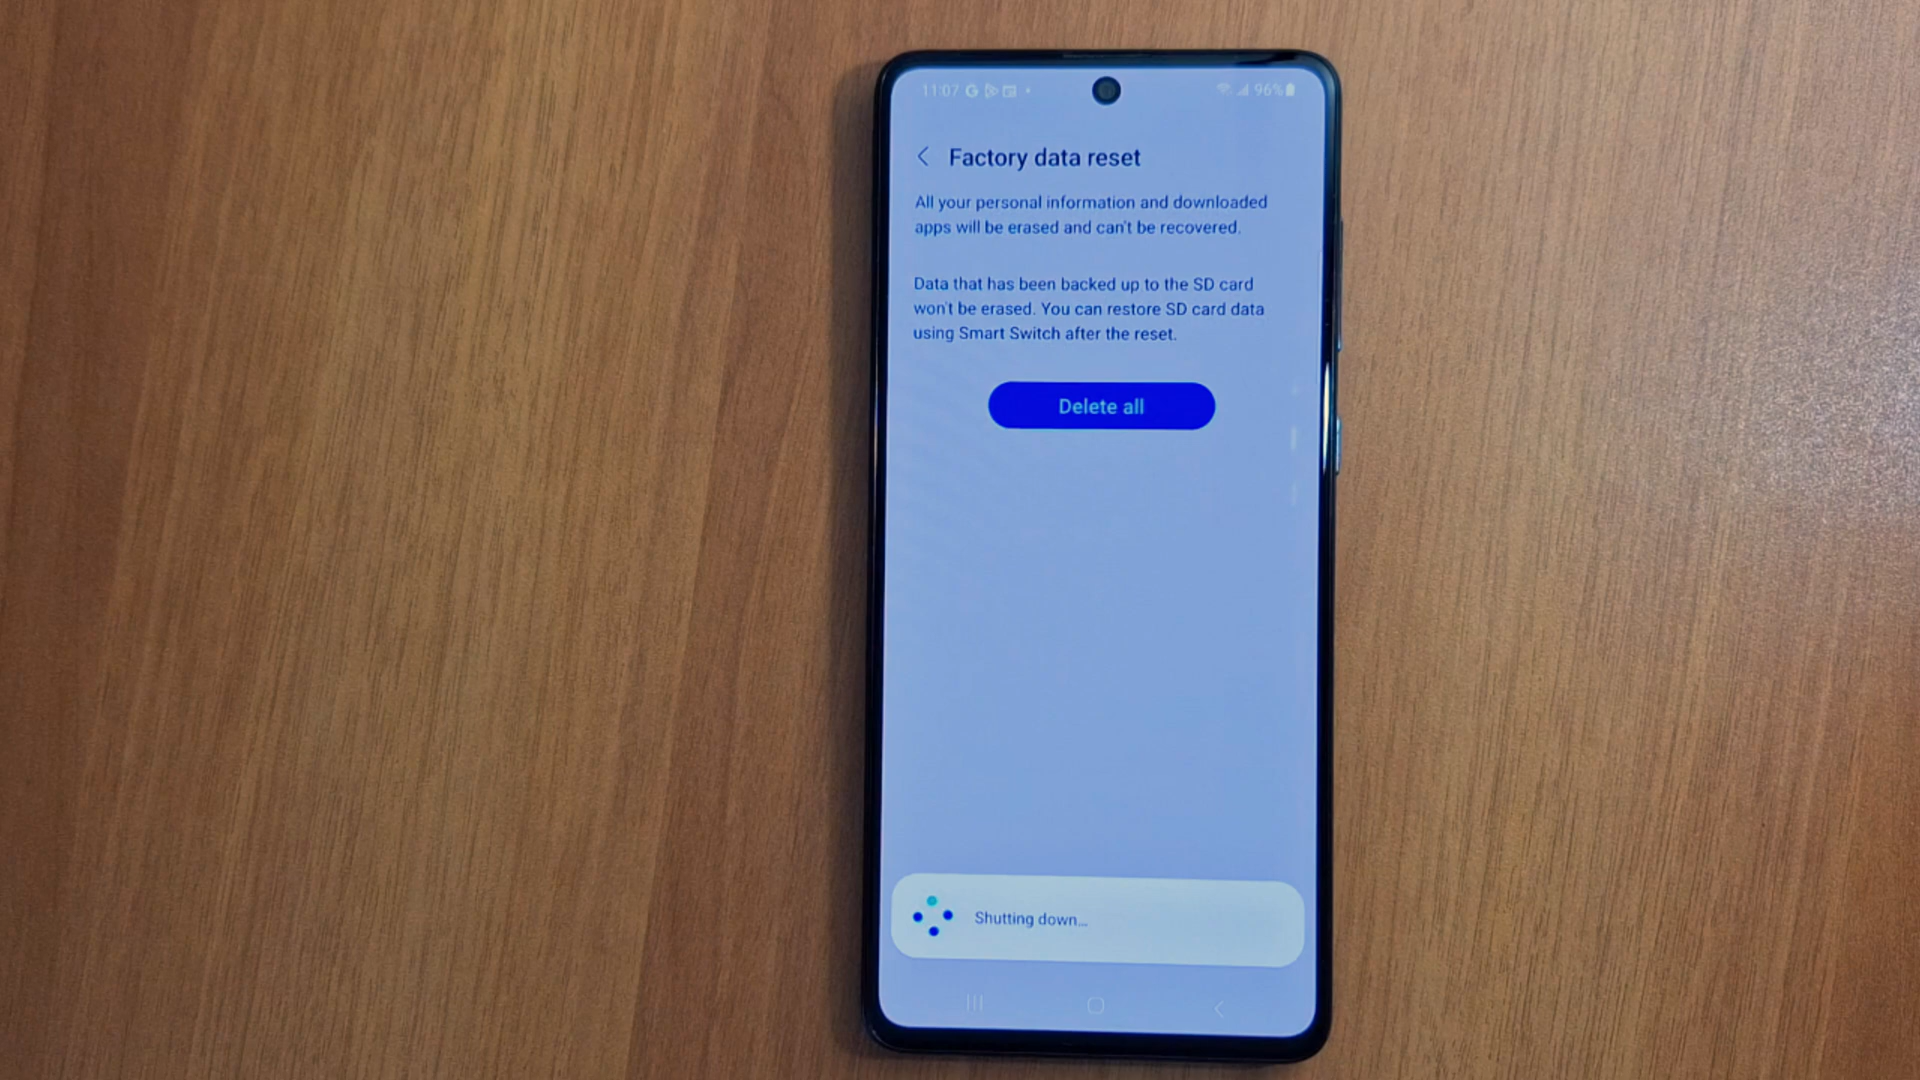 11:07 G 96%
Factory data reset
All your personal information and downloaded
apps will be erased and can't be recovered.
Data that has been backed up to the SD card
won't be erased. You can restore SD card data
using Smart Switch after the reset.
Delete all
Shutting down...